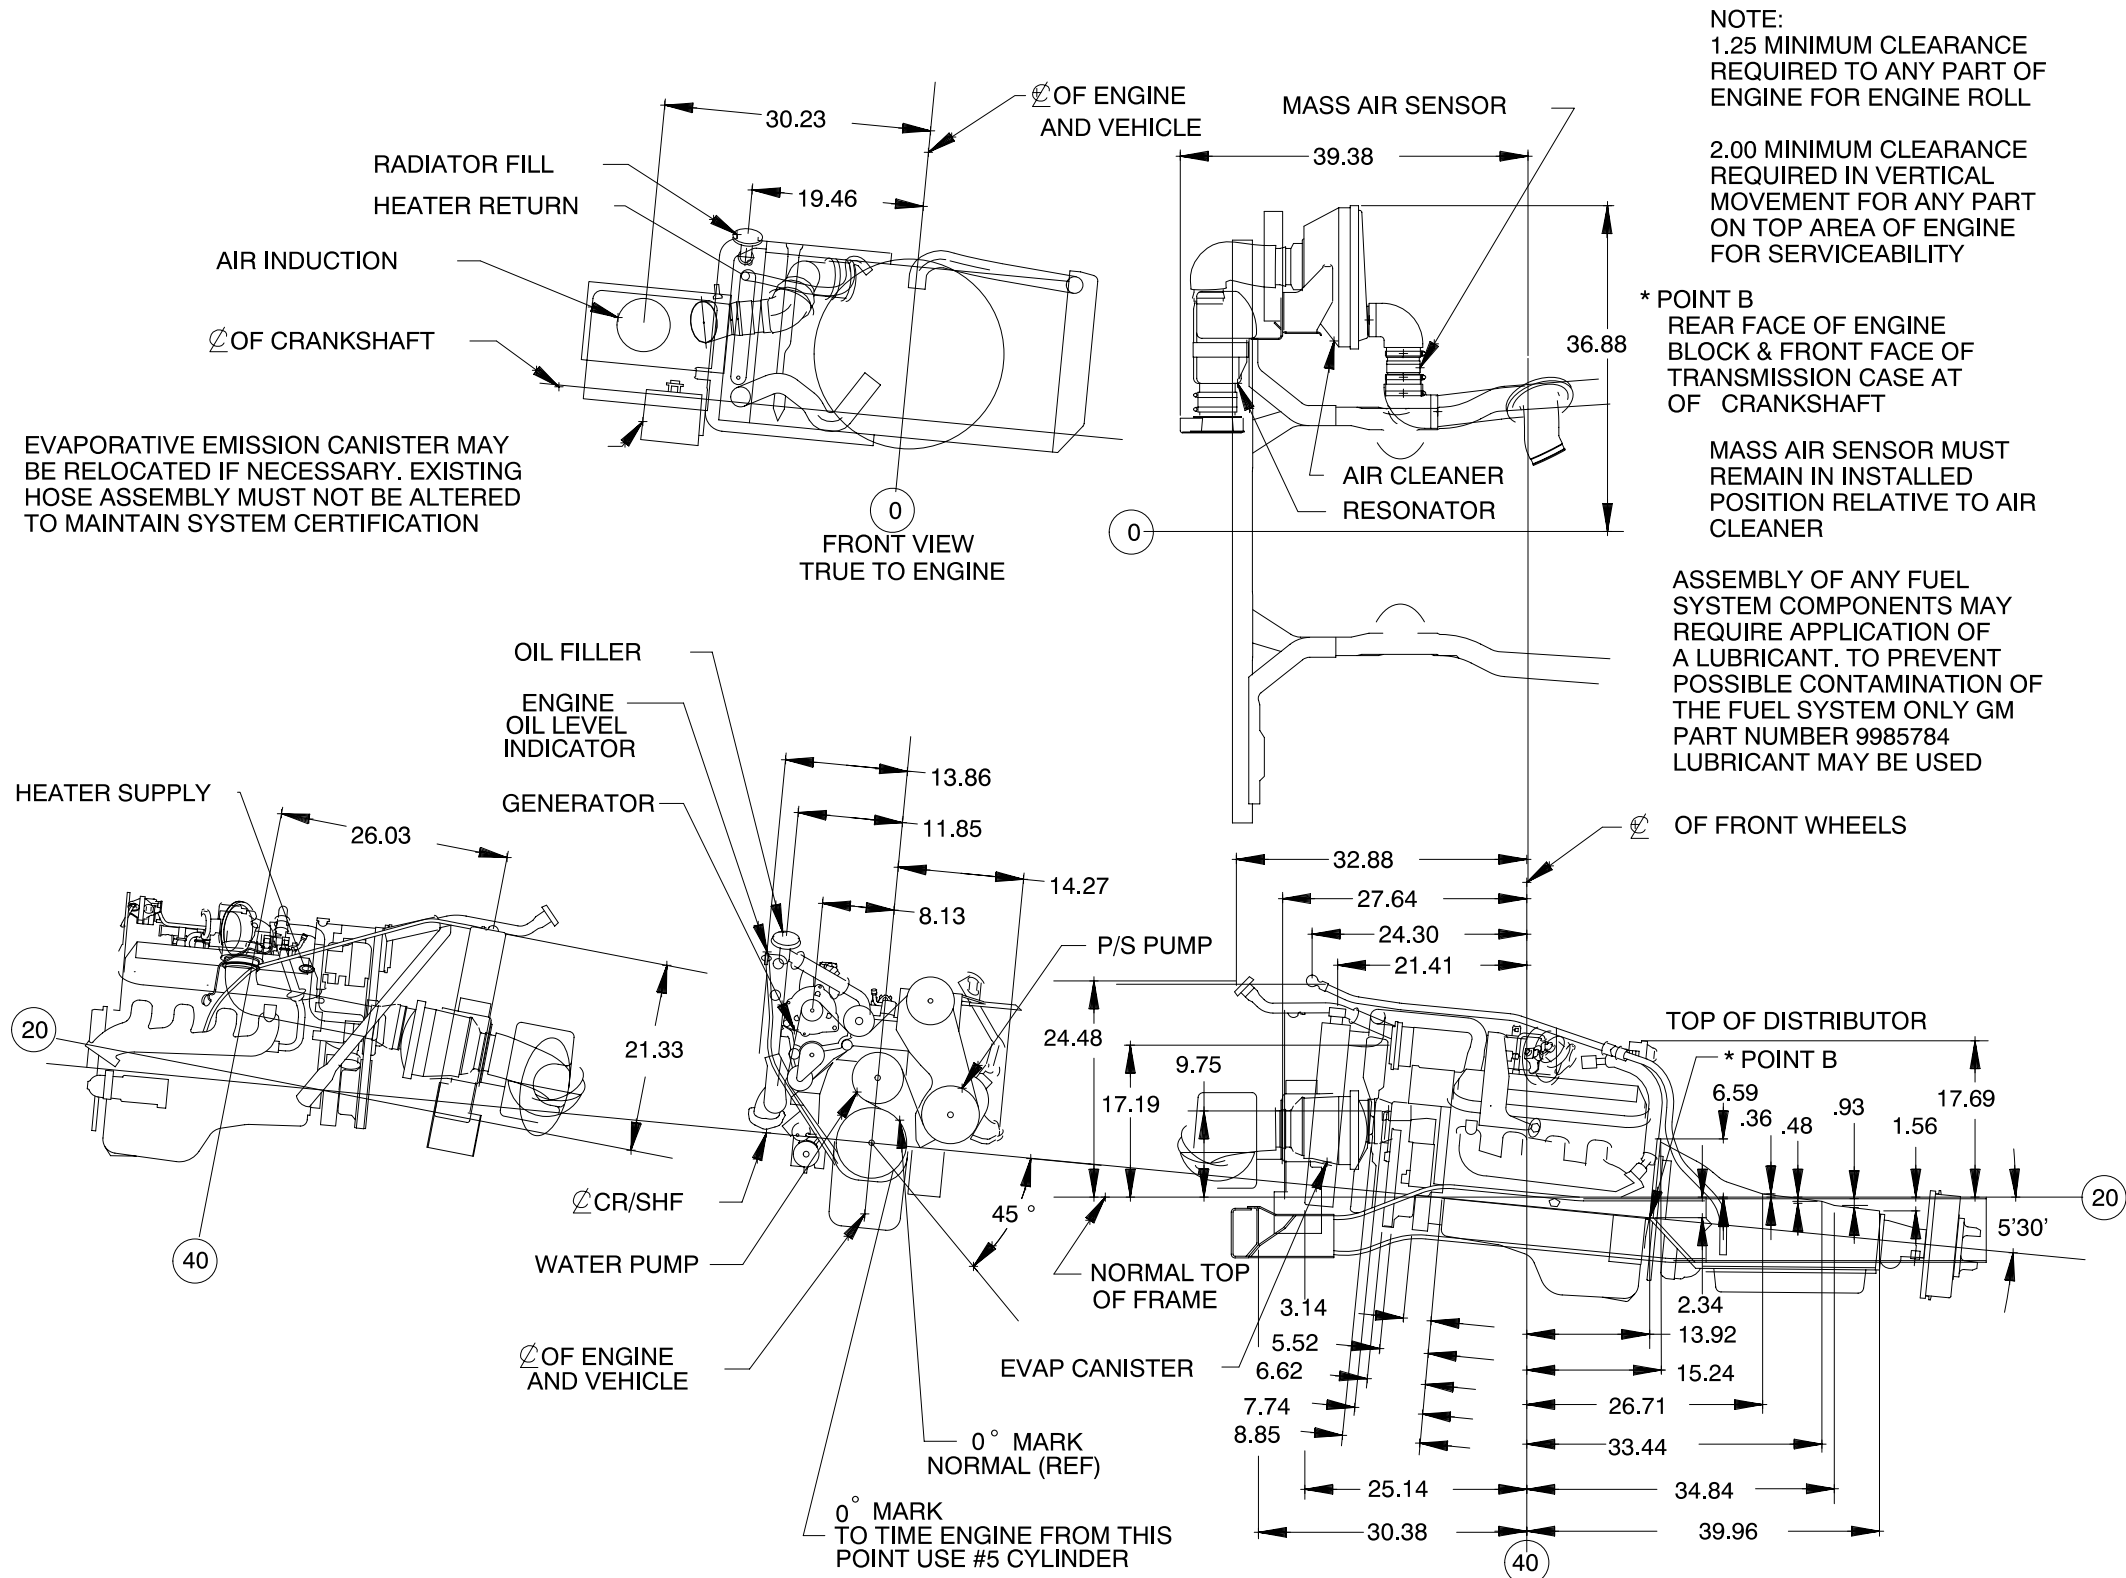 NOTE:
1.25 MINIMUM CLEARANCE
REQUIRED TO ANY PART OF
ENGINE FOR ENGINE ROLL
2.00 MINIMUM CLEARANCE
REQUIRED IN VERTICAL
MOVEMENT FOR ANY PART
ON TOP AREA OF ENGINE
FOR SERVICEABILITY
* POINT B
REAR FACE OF ENGINE
BLOCK & FRONT FACE OF
TRANSMISSION CASE AT
OF CRANKSHAFT
MASS AIR SENSOR MUST
REMAIN IN INSTALLED
POSITION RELATIVE TO AIR
CLEANER
ASSEMBLY OF ANY FUEL
SYSTEM COMPONENTS MAY
REQUIRE APPLICATION OF
A LUBRICANT. TO PREVENT
POSSIBLE CONTAMINATION OF
THE FUEL SYSTEM ONLY GM
PART NUMBER 9985784
LUBRICANT MAY BE USED
30.23
℄ OF ENGINE
AND VEHICLE
RADIATOR FILL
19.46
HEATER RETURN
AIR INDUCTION
℄ OF CRANKSHAFT
EVAPORATIVE EMISSION CANISTER MAY
BE RELOCATED IF NECESSARY. EXISTING
HOSE ASSEMBLY MUST NOT BE ALTERED
TO MAINTAIN SYSTEM CERTIFICATION
0
FRONT VIEW
TRUE TO ENGINE
MASS AIR SENSOR
39.38
36.88
AIR CLEANER
RESONATOR
0
OIL FILLER
ENGINE
OIL LEVEL
INDICATOR
GENERATOR
13.86
11.85
14.27
8.13
P/S PUMP
HEATER SUPPLY
26.03
21.33
20
40
℄ CR/SHF
WATER PUMP
℄ OF ENGINE
AND VEHICLE
45 °
0° MARK
NORMAL (REF)
0° MARK
TO TIME ENGINE FROM THIS
POINT USE #5 CYLINDER
℄ OF FRONT WHEELS
32.88
27.64
24.30
21.41
24.48
17.19
9.75
TOP OF DISTRIBUTOR
* POINT B
6.59
.36
.48
.93
1.56
17.69
20
5'30'
NORMAL TOP
OF FRAME
EVAP CANISTER
3.14
5.52
6.62
7.74
8.85
2.34
13.92
15.24
26.71
33.44
25.14
34.84
30.38
39.96
40